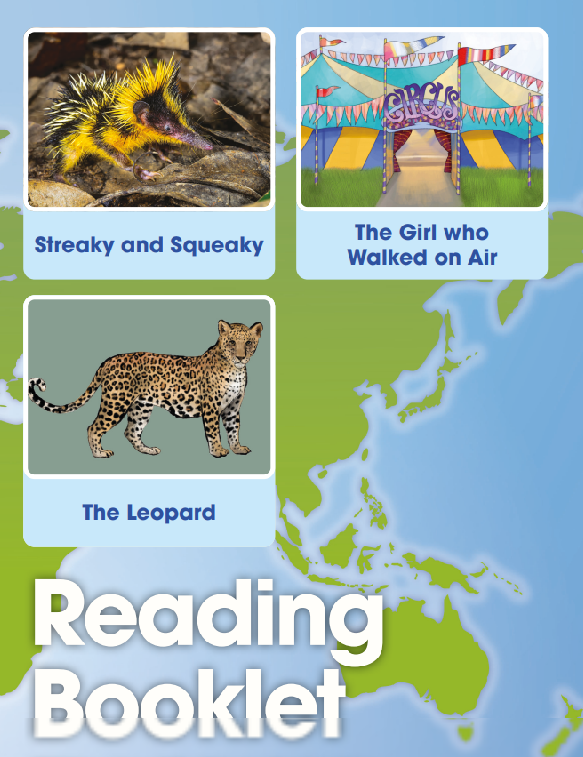 CIRCUS
Streaky and Squeaky
The Girl who
Walked on Air
The Leopard
Reading
Booklet